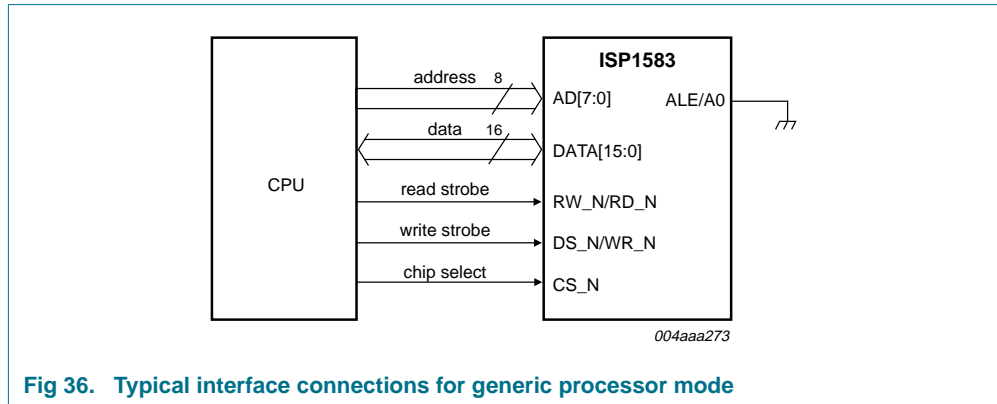 ISP1583
address 8
AD[7:0]
ALE/A0
data 16
DATA[15:0]
CPU
read strobe
RW_N/RD_N
write strobe
DS_N/WR_N
chip select
CS_N
004aaa273
Fig 36. Typical interface connections for generic processor mode